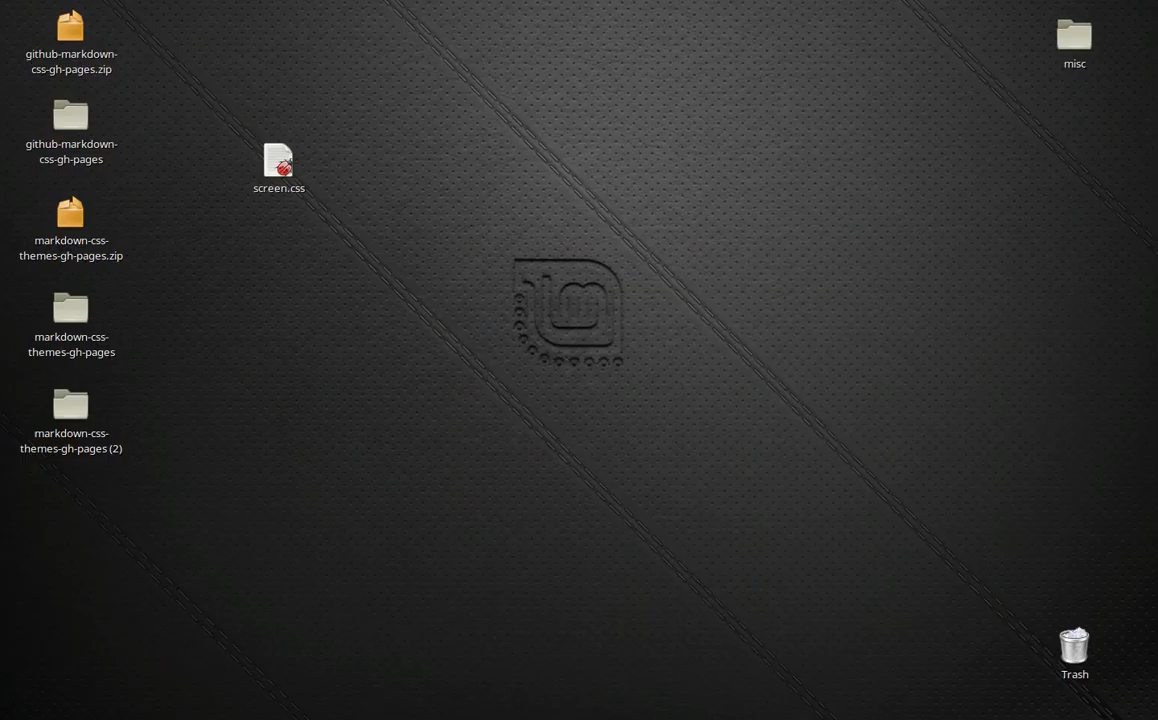 github-markdown-
css-gh-pages.zip
github-markdown-
css-gh-pages
markdown-css-
themes-gh-pages.zip
markdown-css-
themes-gh-pages
markdown-css-
themes-gh-pages (2)
screen.css
misc
Trash